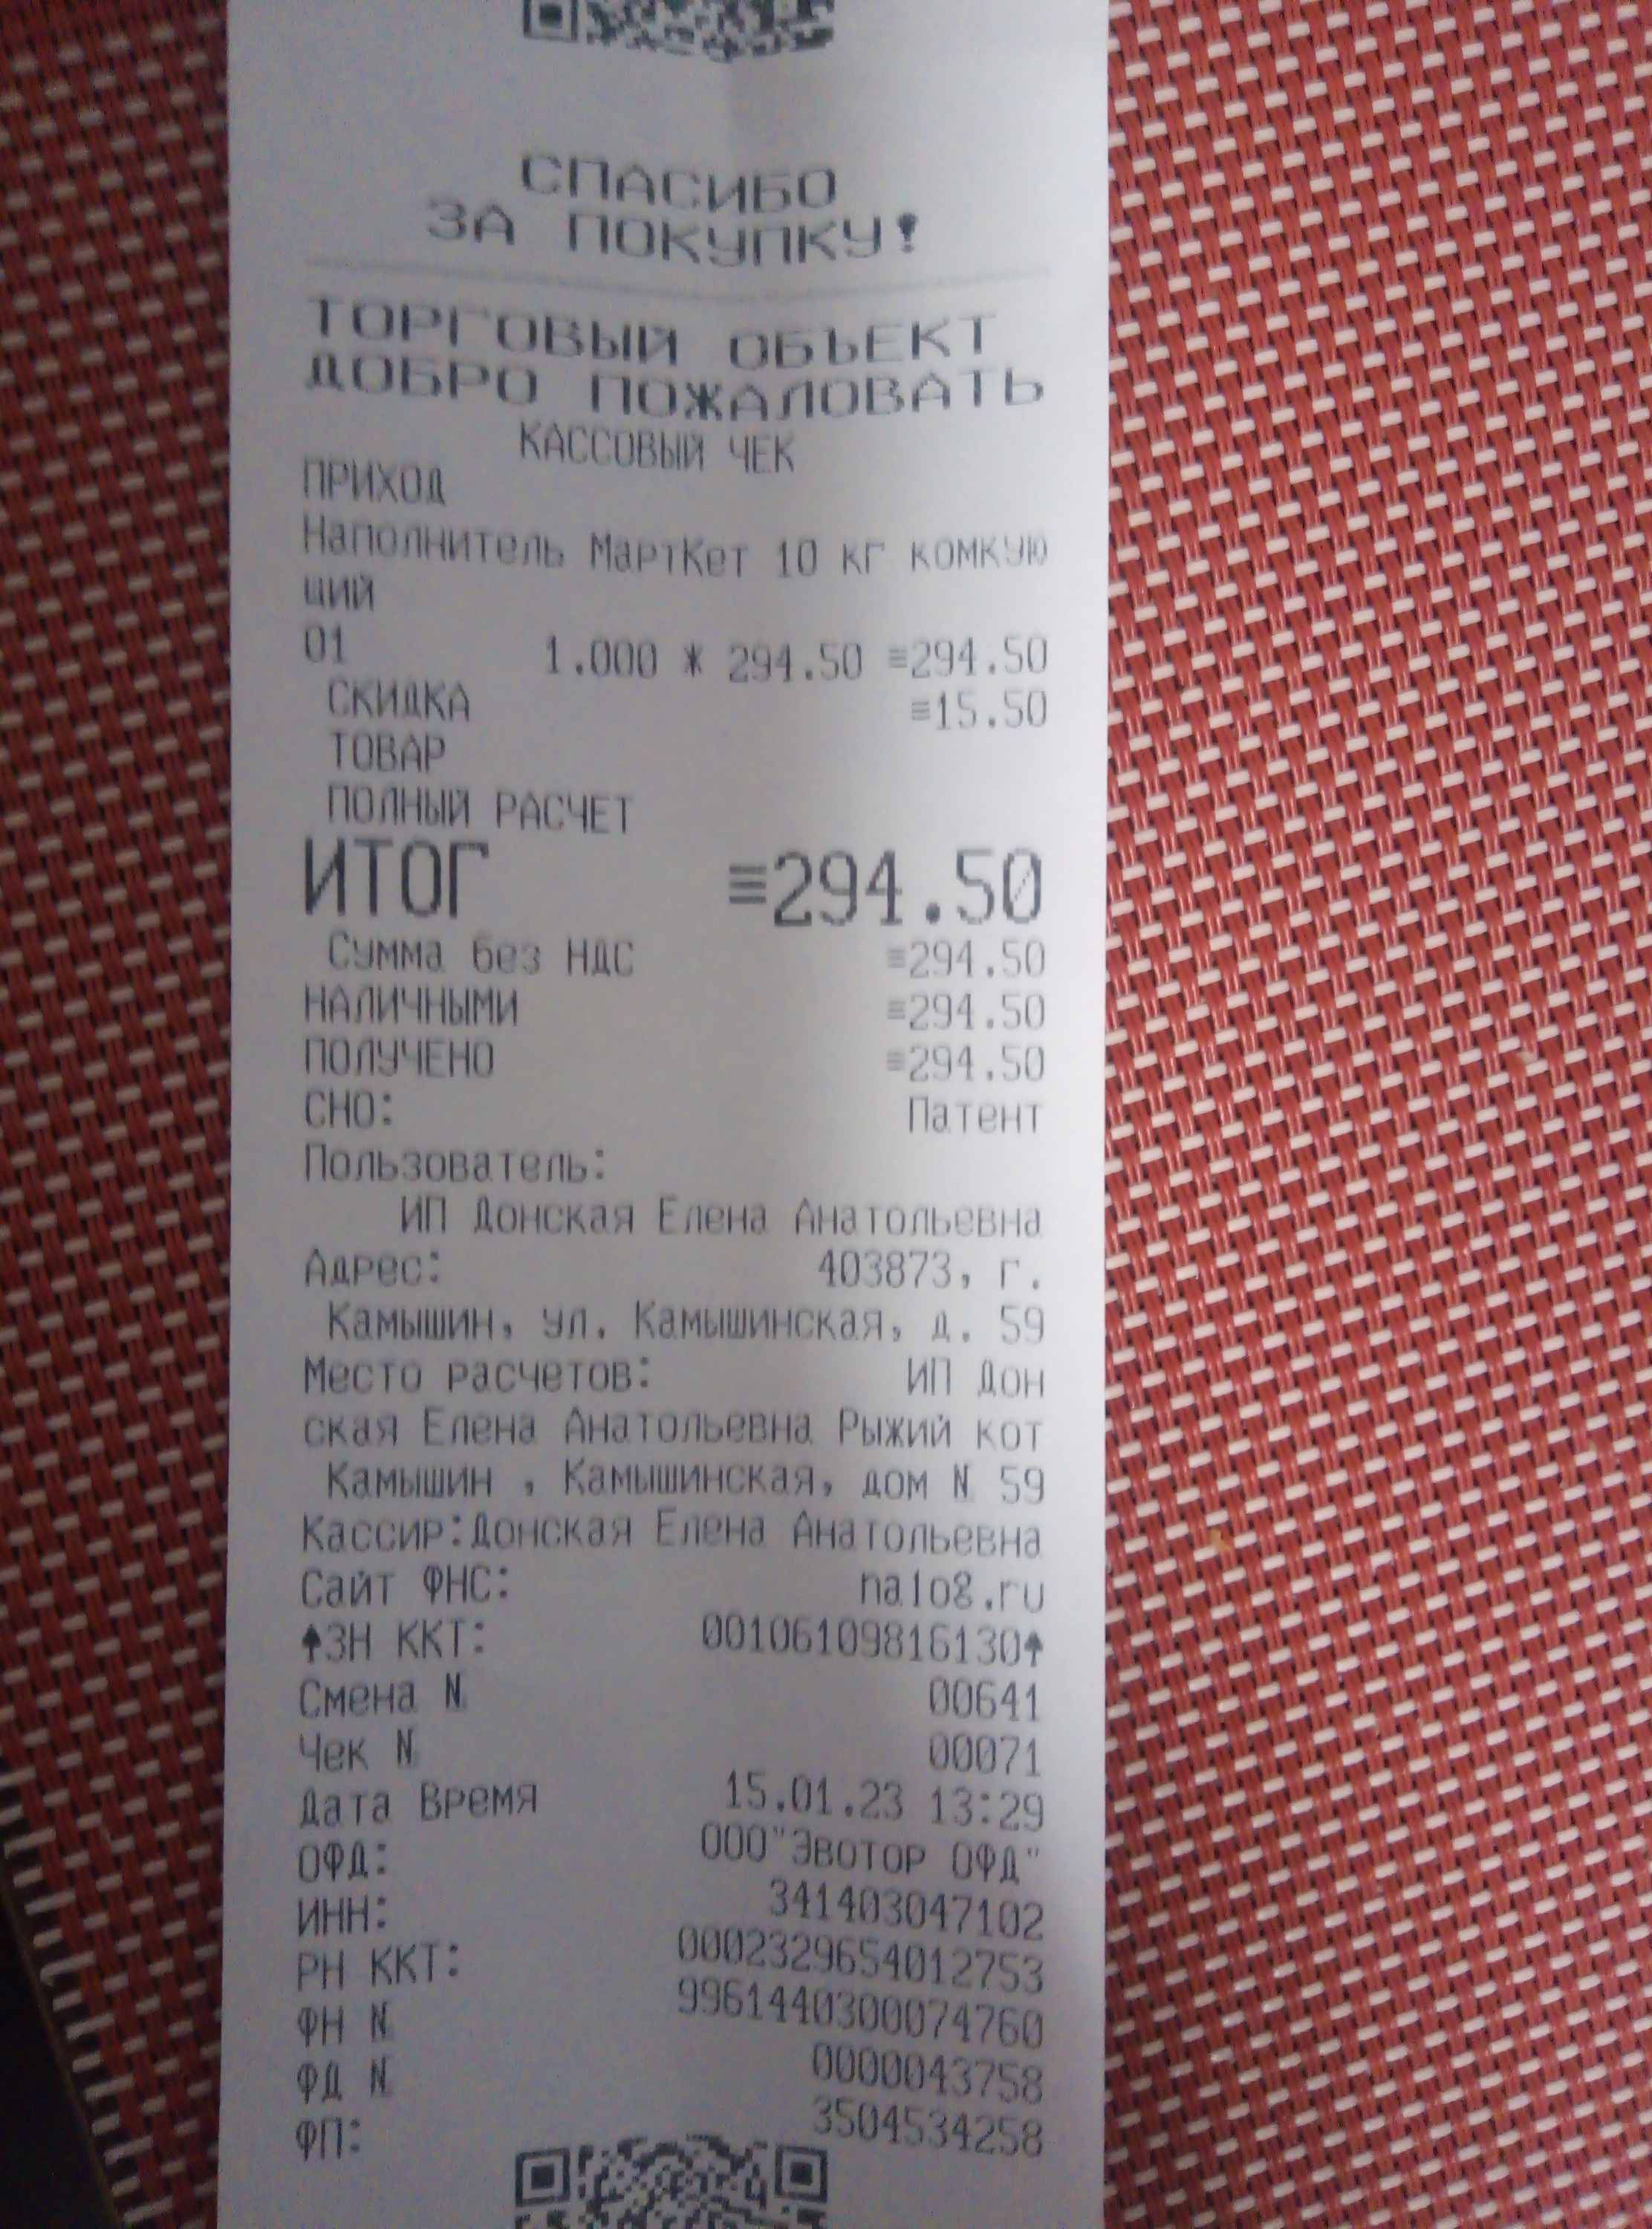 СПАСИБО
ЗА ПОКУПКУ!
ТОРГОВЫЙ ОБЪЕКТ
ДОБРО ПОЖАЛОВАТЬ
КАССОВЫЙ ЧЕК
ПРИХОД
Наполнитель МартКет 10 кг комкую
щий
01 1.000 * 294.50 ≡294.50
СКИДКА ≡15.50
ТОВАР
ПОЛНЫЙ РАСЧЕТ
ИТОГ ≡294.50
Сумма без НДС ≡294.50
НАЛИЧНЫМИ ≡294.50
ПОЛУЧЕНО ≡294.50
СНО: Патент
Пользователь:
ИП Донская Елена Анатольевна
Адрес: 403873, г.
Камышин, ул. Камышинская, д. 59
Место расчетов: ИП Дон
ская Елена Анатольевна Рыжий кот
Камышин , Камышинская, дом N 59
Кассир:Донская Елена Анатольевна
Сайт ФНС: nalog.ru
↑ЗН ККТ: 00106109816130↑
Смена N 00641
Чек N 00071
Дата Время 15.01.23 13:29
ОФД: ООО"Эвотор ОФД"
ИНН: 341403047102
РН ККТ: 0002329654012753
ФН N 9961440300074760
ФД N 0000043758
ФП: 3504534258